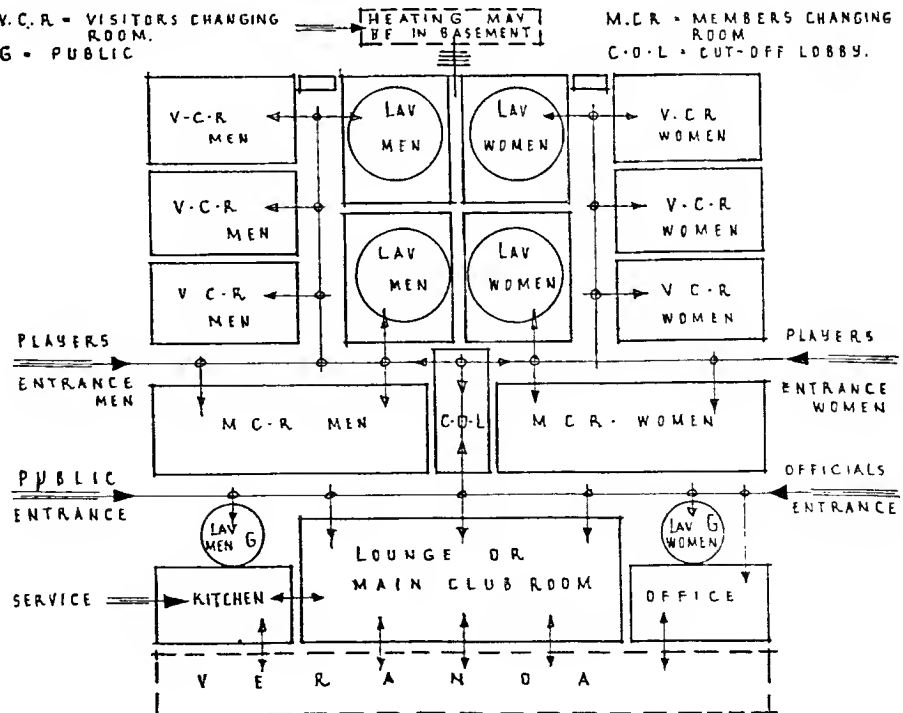 V.C.R = VISITORS CHANGING
ROOM.
G = PUBLIC
HEATING MAY
BE IN BASEMENT
M.C.R = MEMBERS CHANGING
ROOM
C·O·L = CUT-OFF LOBBY.
V-C-R
MEN
LAV
MEN
LAV
WOMEN
V.C.R
WOMEN
V·C·R
MEN
V·C·R
WOMEN
LAV
MEN
LAV
WOMEN
V C·R
MEN
V C·R
WOMEN
PLAYERS
ENTRANCE
MEN
PLAYERS
ENTRANCE
WOMEN
M C·R MEN
C·O·L
M C R· WOMEN
PUBLIC
ENTRANCE
OFFICIALS
ENTRANCE
LAV
MEN G
LOUNGE OR
MAIN CLUB ROOM
LAV G
WOMEN
SERVICE
KITCHEN
OFFICE
VERANDA